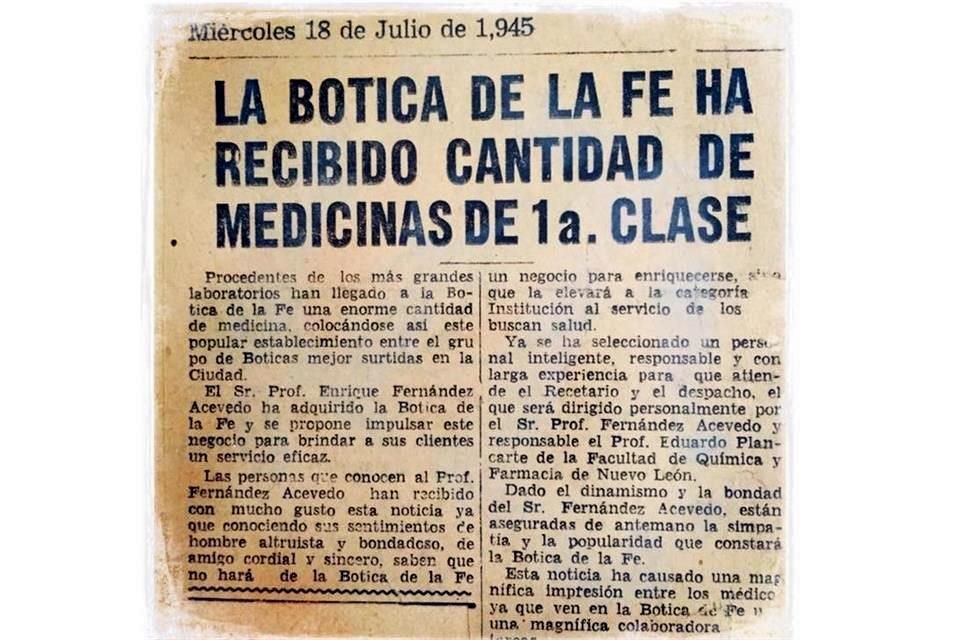 Miércoles 18 de Julio de 1,945
LA BOTICA DE LA FE HA
RECIBIDO CANTIDAD DE
MEDICINAS DE 1a. CLASE
Procedentes de los más grandes
laboratorios han llegado a la Bo-
tica de la Fe una enorme cantidad
de medicina, colocándose así este
popular establecimiento entre el gru
po de Boticas mejor surtidas en la
Ciudad.
El Sr. Prof. Enrique Fernández
Acevedo ha adquirido la Botica de
la Fe y se propone impulsar este
negocio para brindar a sus clientes
un servicio eficaz.
Las personas que conocen al Prof.
Fernández Acevedo han recibido
con mucho gusto esta noticia ya
que conociendo sus sentimientos de
hombre altruista y bondadoso, de
amigo cordial y sincero, saben que
no hará de la Botica de la Fe
un negocio para enriquecerse,
que la elevará a la categoría
Institución al servicio de los
buscan salud.
Ya se ha seleccionado un perso-
nal inteligente, responsable y con
larga experiencia para que atien-
de el Recetario y el despacho, el
que será dirigido personalmente por
el Sr. Prof. Fernández Acevedo y
responsable el Prof. Eduardo Plan-
carte de la Facultad de Química y
Farmacia de Nuevo León.
Dado el dinamismo y la bondad
del Sr. Fernández Acevedo, están
aseguradas de antemano la simpa-
tía y la popularidad que constará
la Botica de la Fe.
Esta noticia ha causado una mag
nífica impresión entre los médico
ya que ven en la Botica de Fe
una magnífica colaboradora